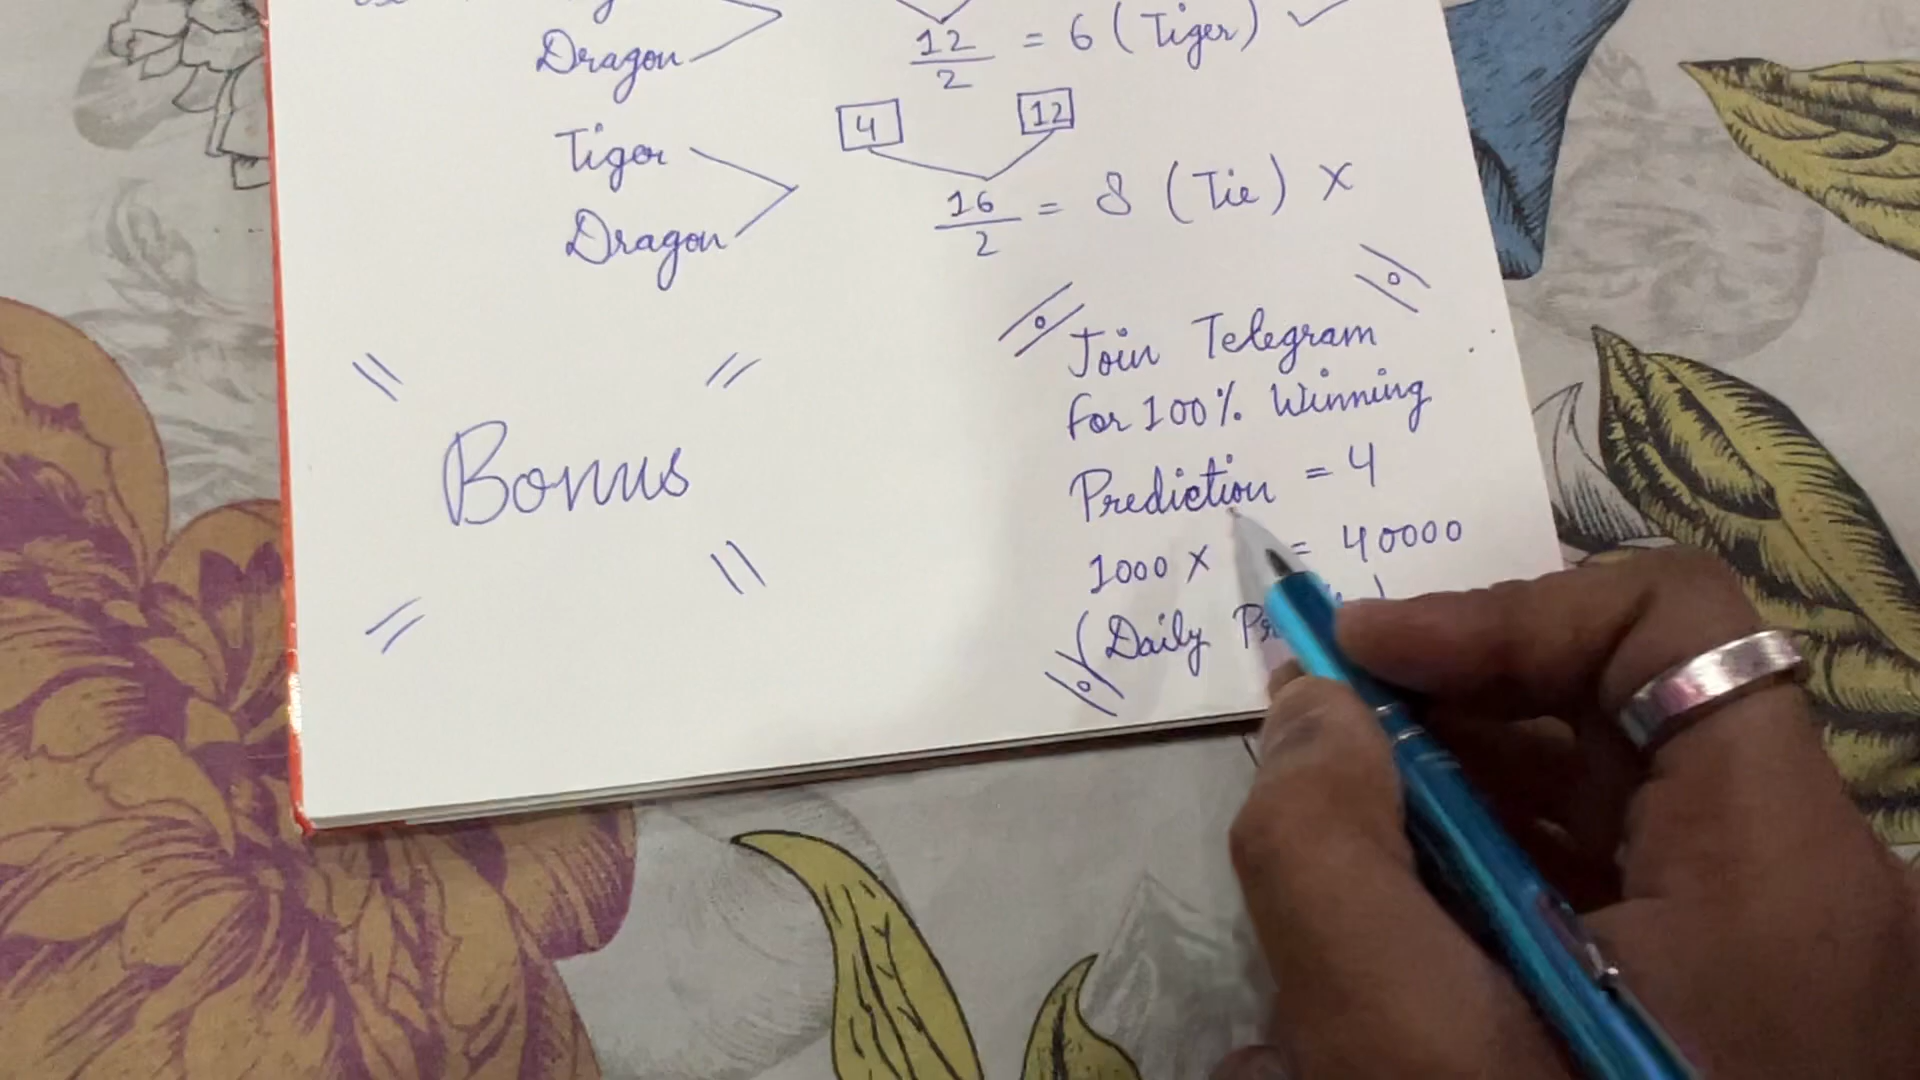 Dragon
12
2
= 6 (Tiger) ✓
4
12
Tiger
Dragon
16
2
= 8 (Tie) ×
Join Telegram
for 100% Winning
Prediction = 4
1000 × = 40000
(Daily
Bonus